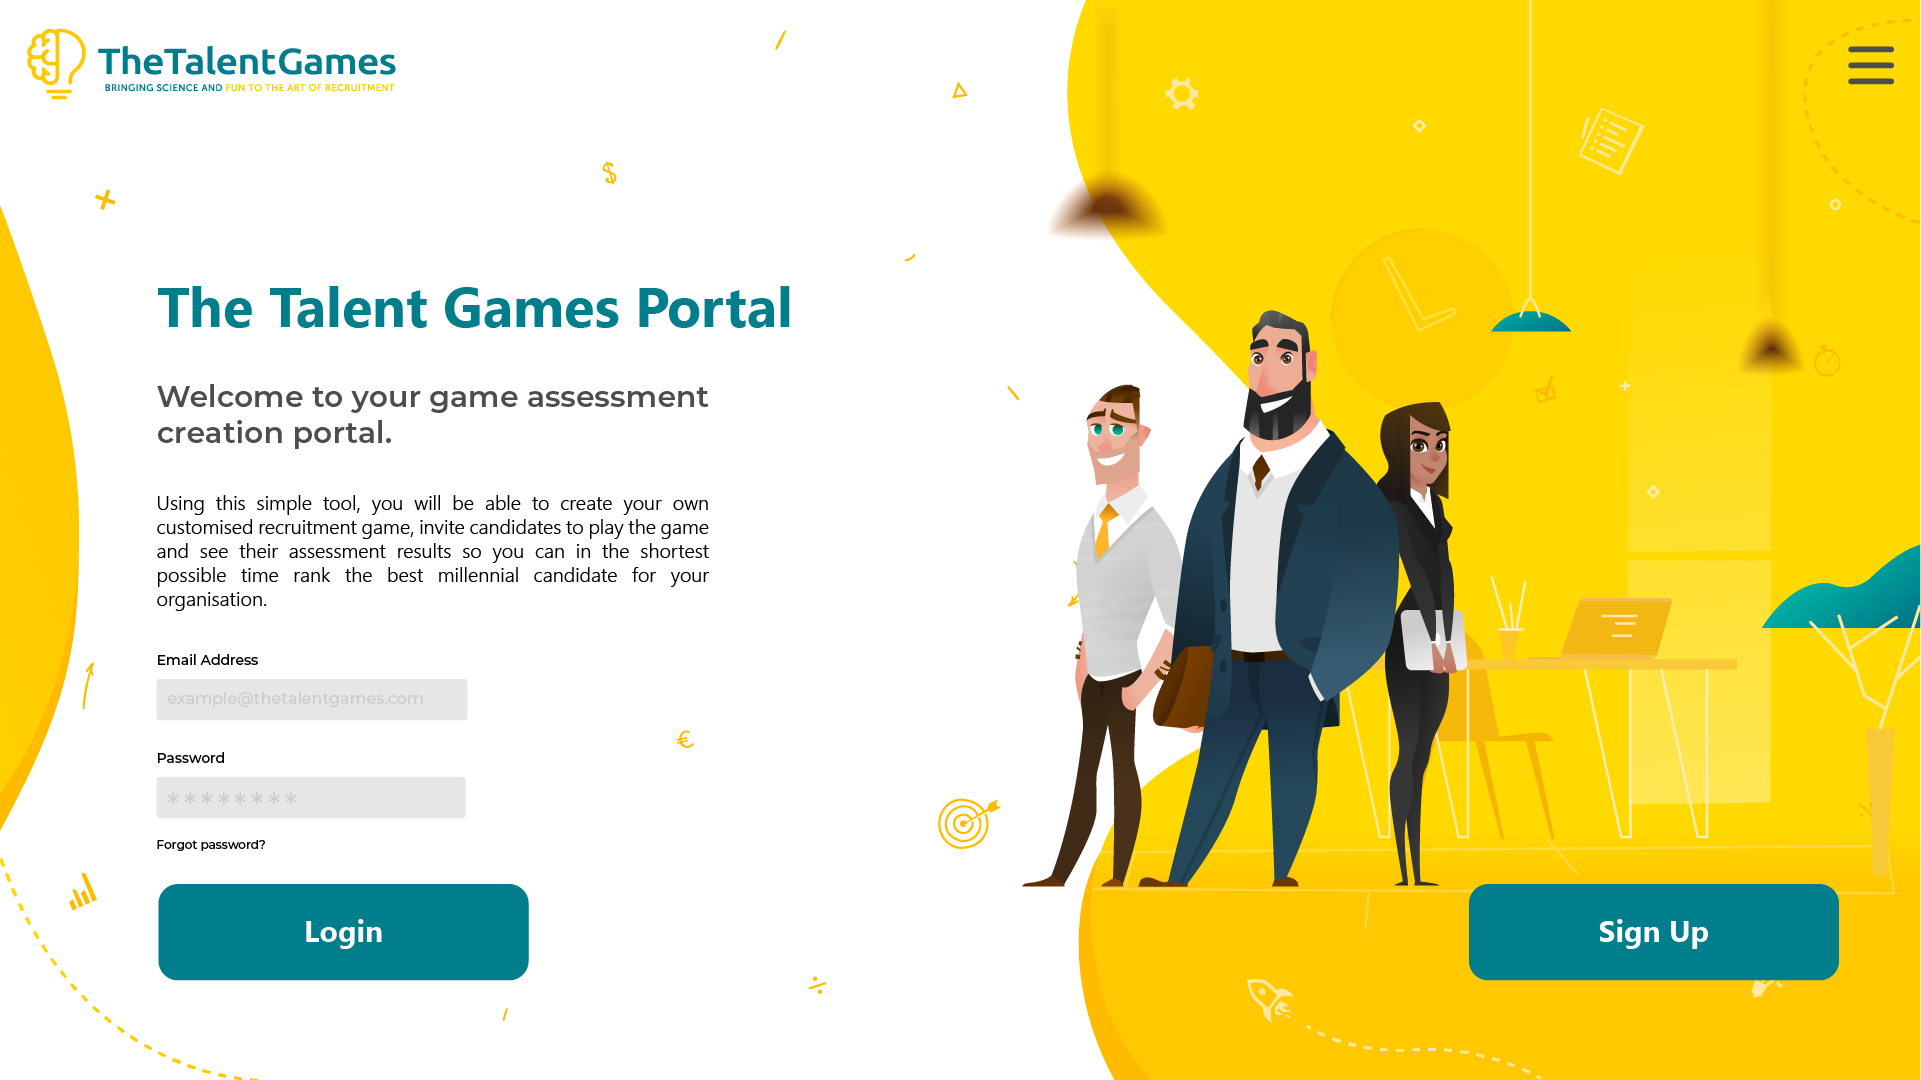 TheTalentGames
BRINGING SCIENCE AND FUN TO THE ART OF RECRUITMENT
The Talent Games Portal
Welcome to your game assessment
creation portal.
Using this simple tool, you will be able to create your own
customised recruitment game, invite candidates to play the game
and see their assessment results so you can in the shortest
possible time rank the best millennial candidate for your
organisation.
Email Address
example@thetalentgames.com
Password
********
Forgot password?
Login
Sign Up